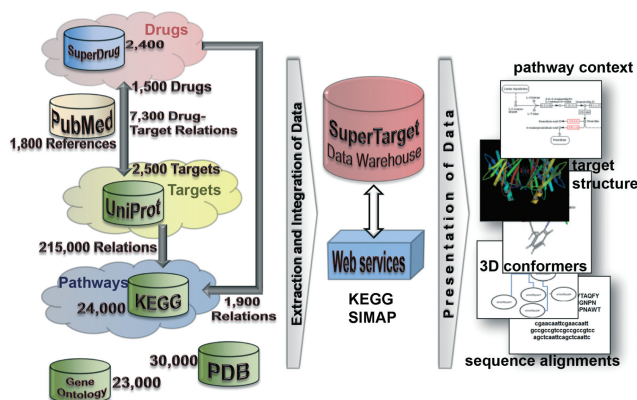 Drugs
SuperDrug
2,400
1,500 Drugs
PubMed
7,300 Drug-
Target Relations
1,800 References
2,500 Targets
Targets
UniProt
215,000 Relations
Pathways
KEGG
24,000
1,900
Relations
30,000
PDB
Gene
Ontology
23,000
Extraction and Integration of Data
SuperTarget
Data Warehouse
Web services
KEGG
SIMAP
Presentation of Data
pathway context
target
structure
3D conformers
TAQFY
GNPN
PNAWT
cgaacaattcgaacaatt
gccgccgtccgccgccgtcc
agctcaattcagctcaattc
sequence alignments